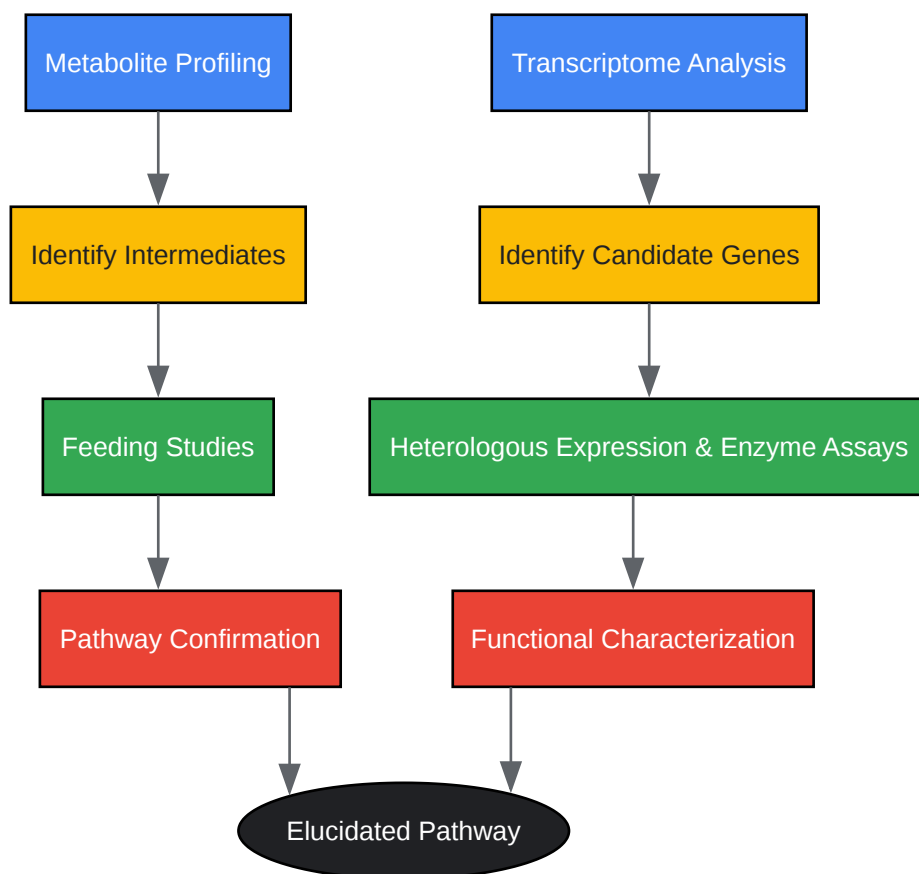 Metabolite Profiling
Transcriptome Analysis
Identify Intermediates
Identify Candidate Genes
Feeding Studies
Heterologous Expression & Enzyme Assays
Pathway Confirmation
Functional Characterization
Elucidated Pathway